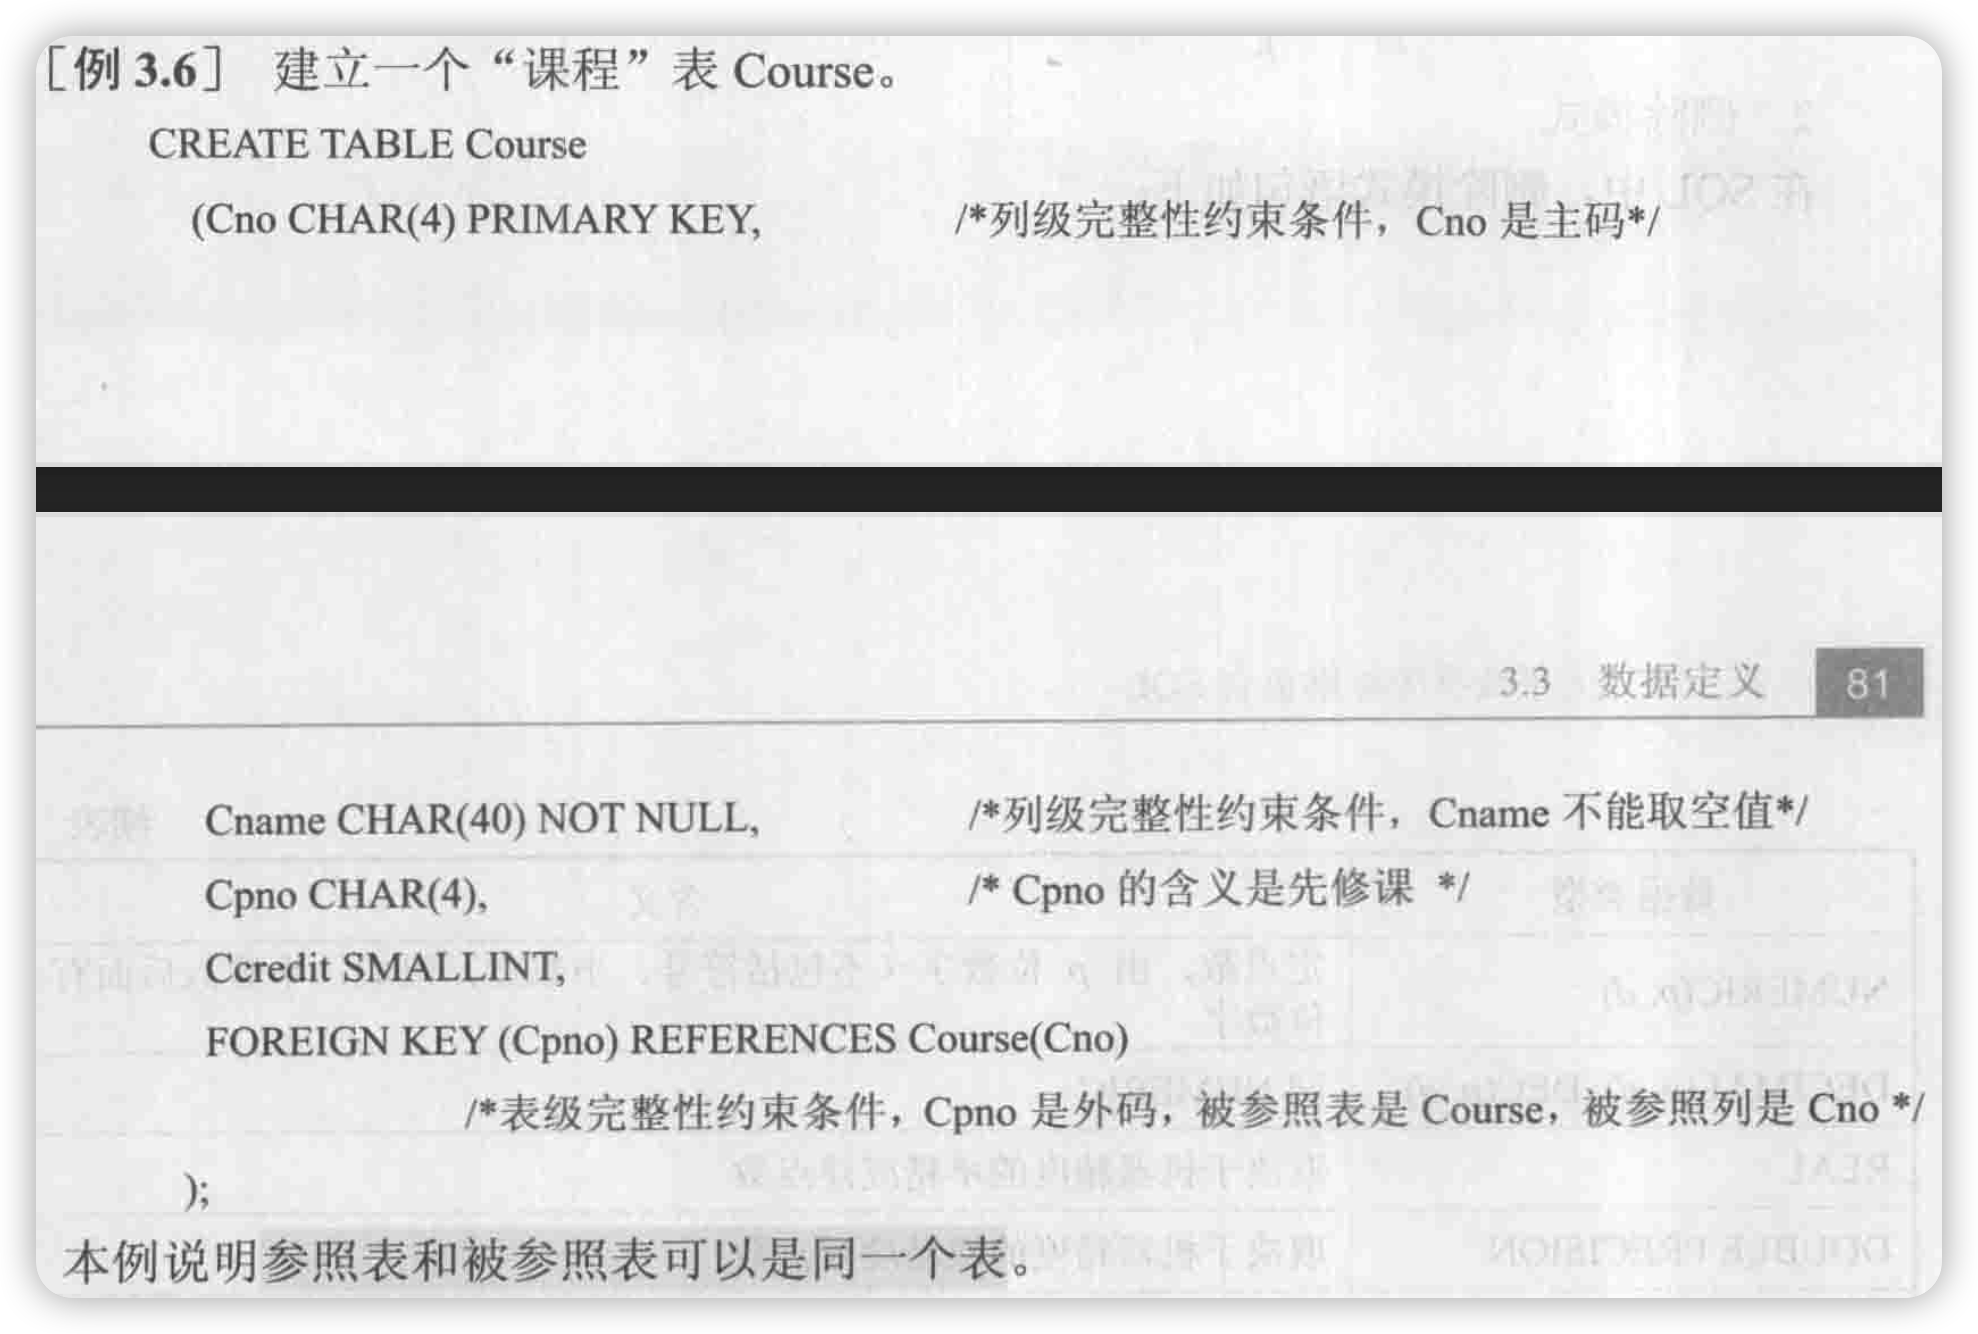 ［例 3.6］ 建立一个“课程”表 Course。
CREATE TABLE Course
(Cno CHAR(4) PRIMARY KEY, /*列级完整性约束条件，Cno 是主码*/
3.3 数据定义 81
Cname CHAR(40) NOT NULL, /*列级完整性约束条件，Cname 不能取空值*/
Cpno CHAR(4), /* Cpno 的含义是先修课 */
Ccredit SMALLINT,
FOREIGN KEY (Cpno) REFERENCES Course(Cno)
/*表级完整性约束条件，Cpno 是外码，被参照表是 Course，被参照列是 Cno */
);
本例说明参照表和被参照表可以是同一个表。